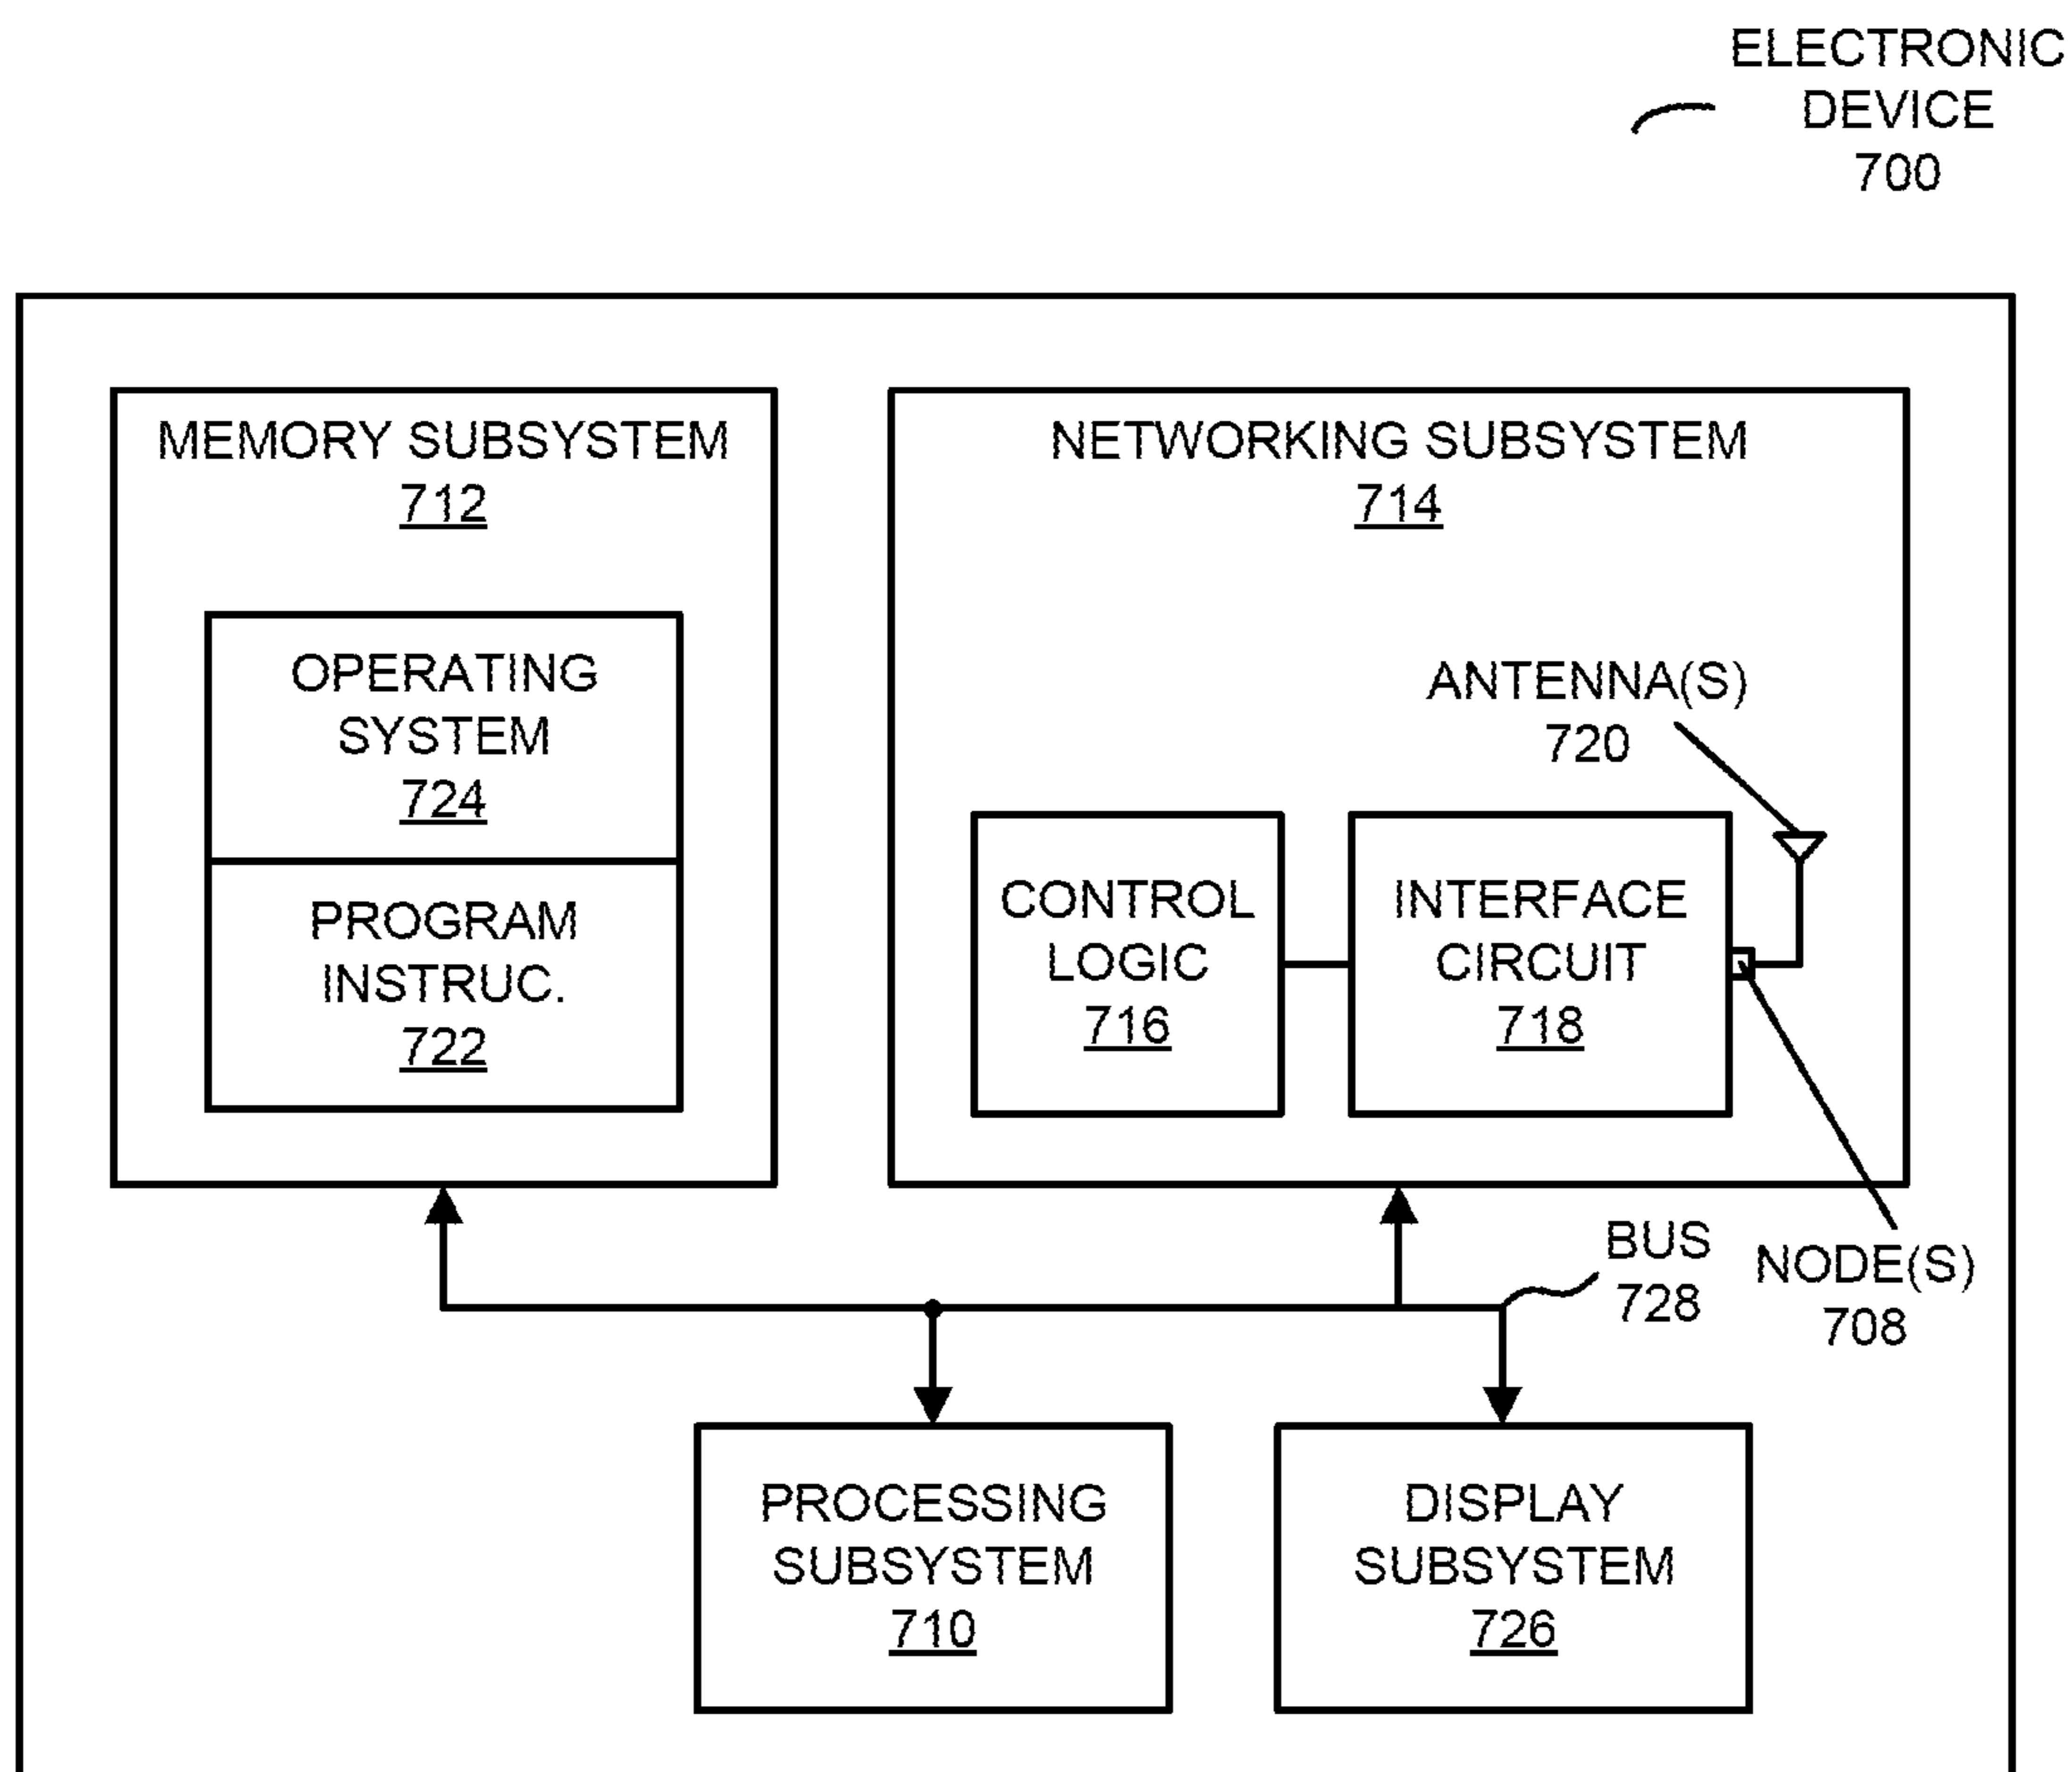 ELECTRONIC
DEVICE
700
MEMORY SUBSYSTEM
712
OPERATING
SYSTEM
724
PROGRAM
INSTRUC.
722
NETWORKING SUBSYSTEM
714
ANTENNA(S)
720
CONTROL
LOGIC
716
INTERFACE
CIRCUIT
718
BUS
728
NODE(S)
708
PROCESSING
SUBSYSTEM
710
DISPLAY
SUBSYSTEM
726